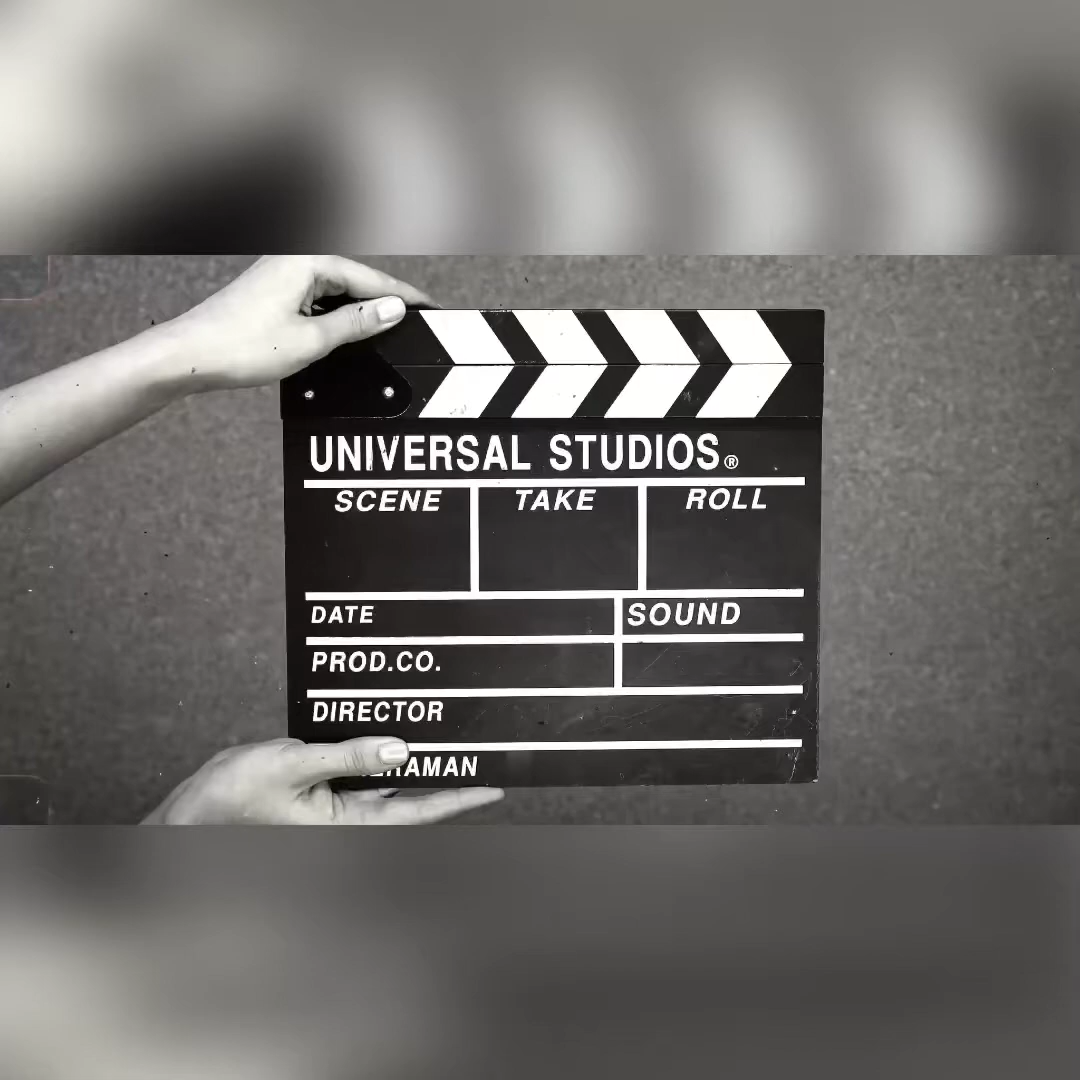 UNIVERSAL STUDIOS®
SCENE TAKE ROLL
DATE SOUND
PROD.CO.
DIRECTOR